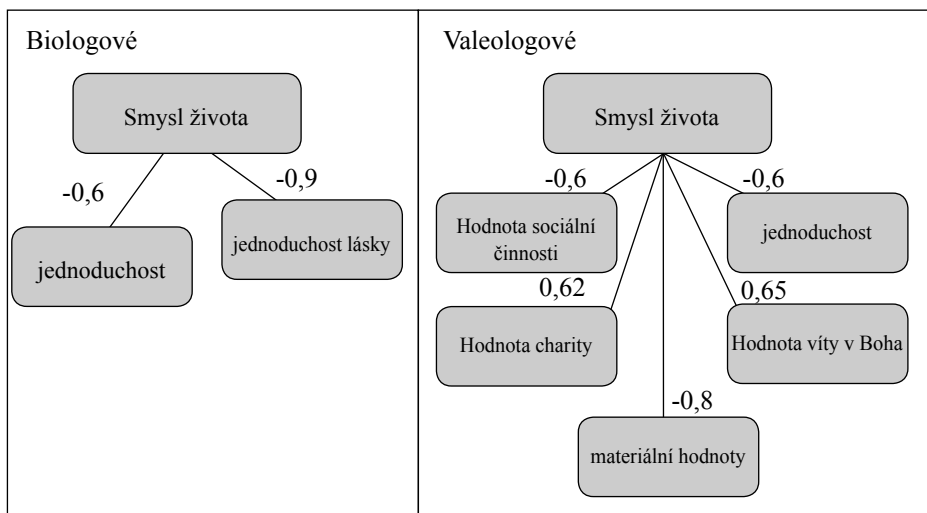 Biologové
Smysl života
-0,6
-0,9
jednoduchost
jednoduchost lásky
Valeologové
Smysl života
-0,6
-0,6
Hodnota sociální
činnosti
jednoduchost
0,62
0,65
Hodnota charity
Hodnota víty v Boha
-0,8
materiální hodnoty